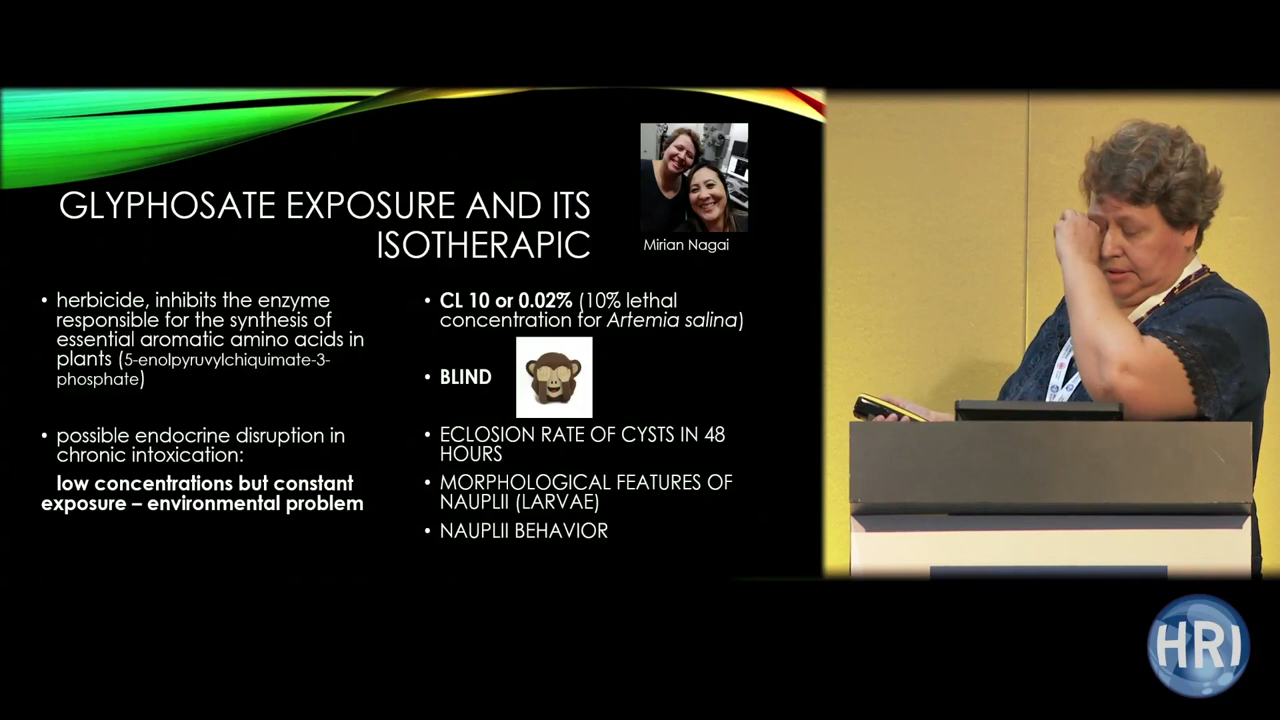 GLYPHOSATE EXPOSURE AND ITS
ISOTHERAPIC
Mirian Nagai
• herbicide, inhibits the enzyme
responsible for the synthesis of
essential aromatic amino acids in
plants (5-enolpyruvylchiquimate-3-
phosphate)
• possible endocrine disruption in
chronic intoxication:
low concentrations but constant
exposure – environmental problem
• CL 10 or 0.02% (10% lethal
concentration for Artemia salina)
• BLIND
• ECLOSION RATE OF CYSTS IN 48
HOURS
• MORPHOLOGICAL FEATURES OF
NAUPLII (LARVAE)
• NAUPLII BEHAVIOR
HRI